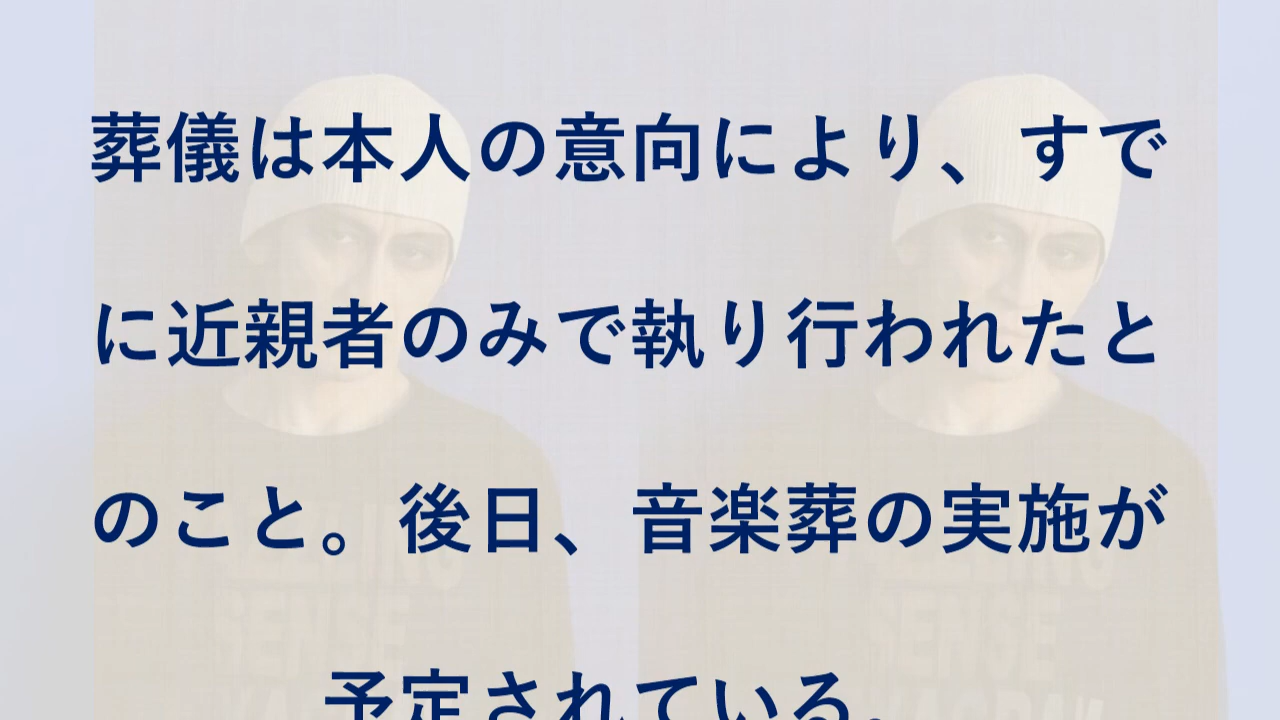 葬儀は本人の意向により、すで
に近親者のみで執り行われたと
のこと。後日、音楽葬の実施が
予定されている。
SENSE
SENSE